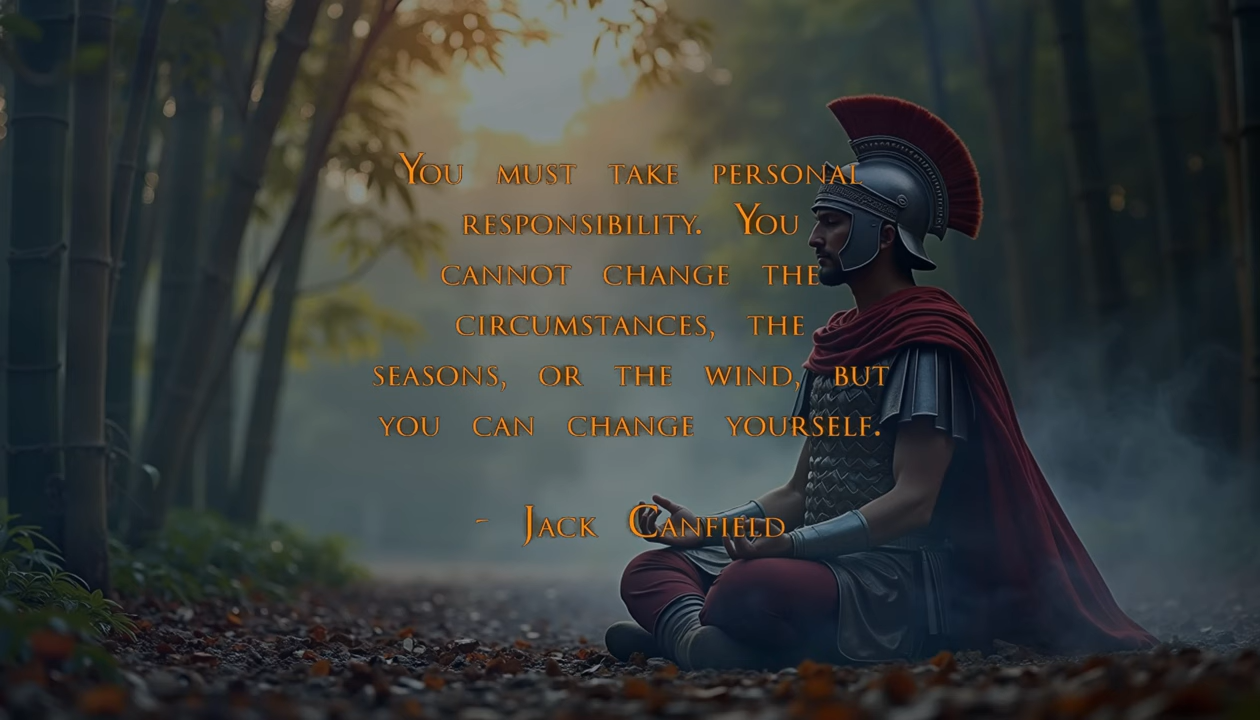 You must take personal
responsibility. You
cannot change the
circumstances, the
seasons, or the wind, but
you can change yourself.
- Jack Canfield